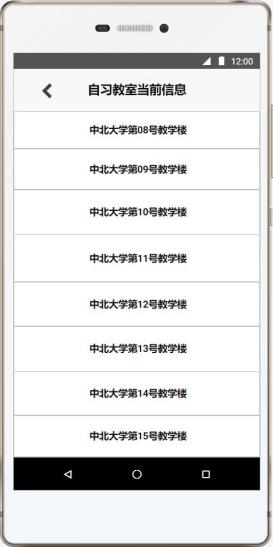 12:00
自习教室当前信息
中北大学第08号教学楼
中北大学第09号教学楼
中北大学第10号教学楼
中北大学第11号教学楼
中北大学第12号教学楼
中北大学第13号教学楼
中北大学第14号教学楼
中北大学第15号教学楼